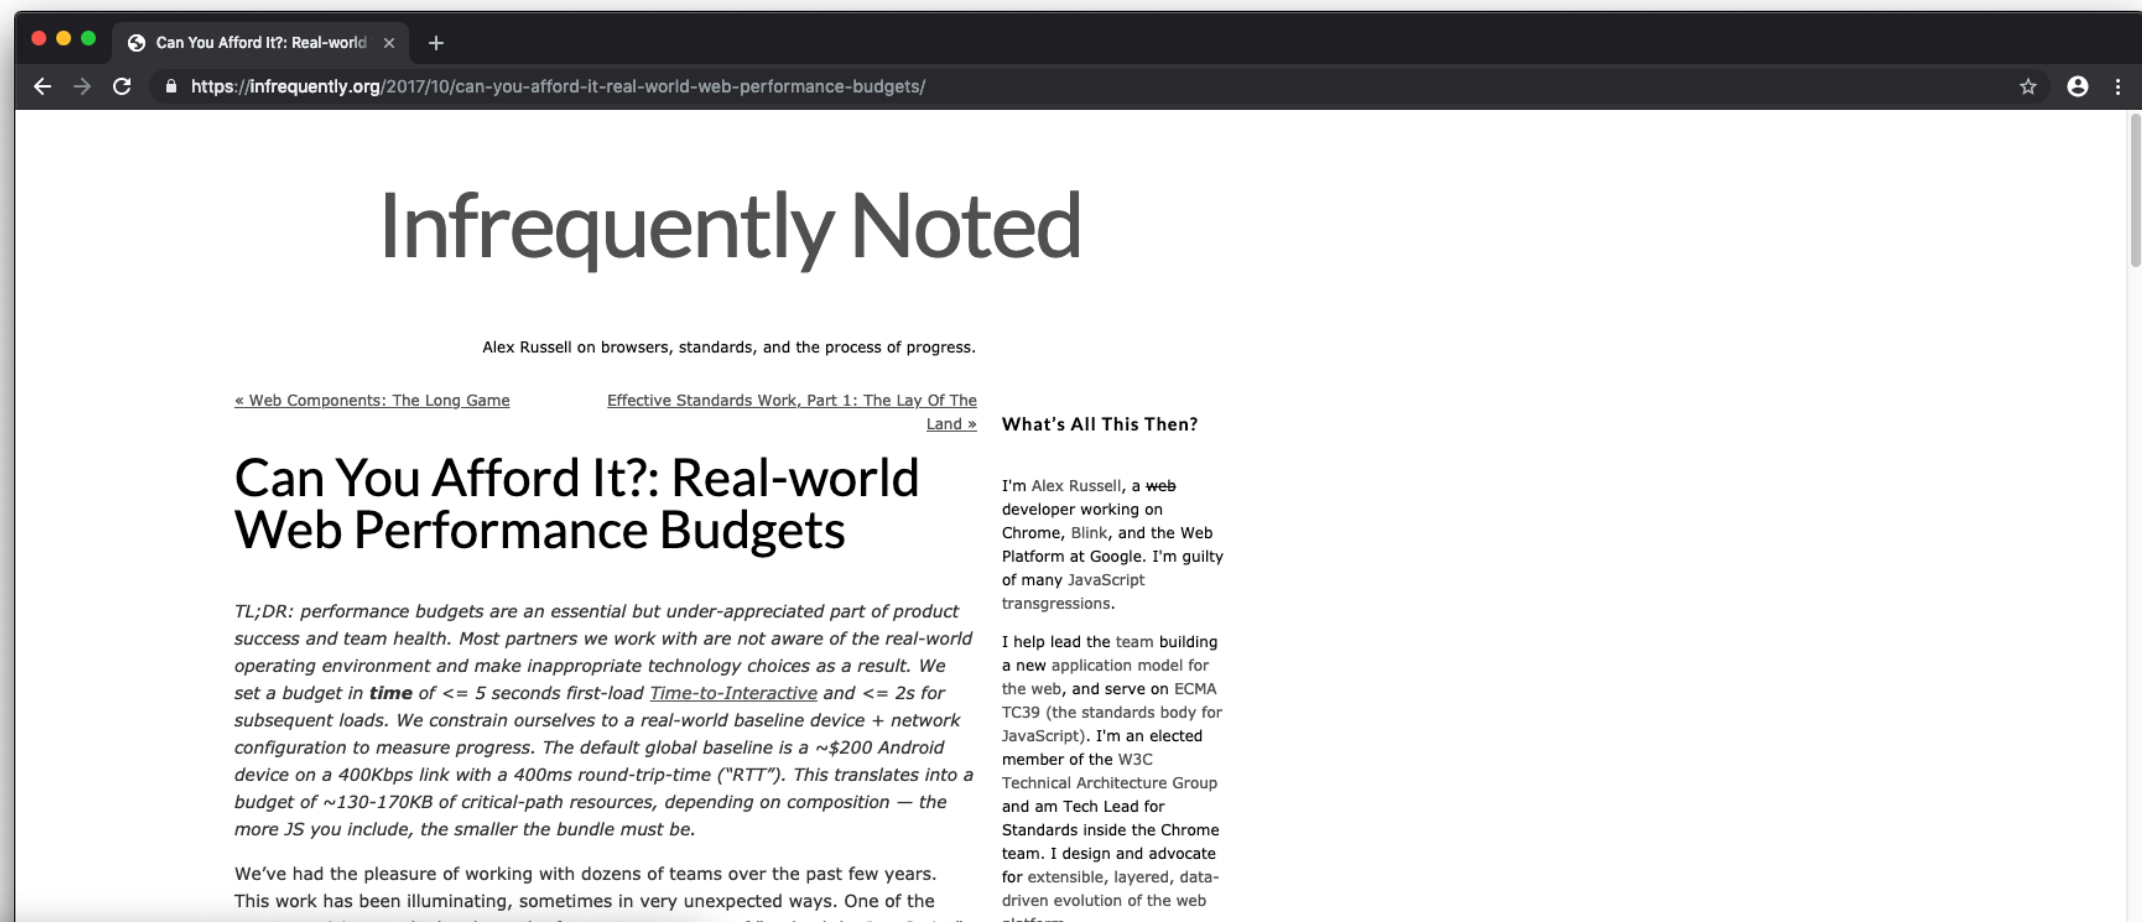 Can You Afford It?: Real-world
https://infrequently.org/2017/10/can-you-afford-it-real-world-web-performance-budgets/
Infrequently Noted
Alex Russell on browsers, standards, and the process of progress.
« Web Components: The Long Game
Effective Standards Work, Part 1: The Lay Of The
Land »
Can You Afford It?: Real-world
Web Performance Budgets
TL;DR: performance budgets are an essential but under-appreciated part of product
success and team health. Most partners we work with are not aware of the real-world
operating environment and make inappropriate technology choices as a result. We
set a budget in time of <= 5 seconds first-load Time-to-Interactive and <= 2s for
subsequent loads. We constrain ourselves to a real-world baseline device + network
configuration to measure progress. The default global baseline is a ~$200 Android
device on a 400Kbps link with a 400ms round-trip-time (“RTT”). This translates into a
budget of ~130-170KB of critical-path resources, depending on composition — the
more JS you include, the smaller the bundle must be.
We’ve had the pleasure of working with dozens of teams over the past few years.
This work has been illuminating, sometimes in very unexpected ways. One of the
What’s All This Then?
I'm Alex Russell, a web
developer working on
Chrome, Blink, and the Web
Platform at Google. I'm guilty
of many JavaScript
transgressions.
I help lead the team building
a new application model for
the web, and serve on ECMA
TC39 (the standards body for
JavaScript). I'm an elected
member of the W3C
Technical Architecture Group
and am Tech Lead for
Standards inside the Chrome
team. I design and advocate
for extensible, layered, data-
driven evolution of the web